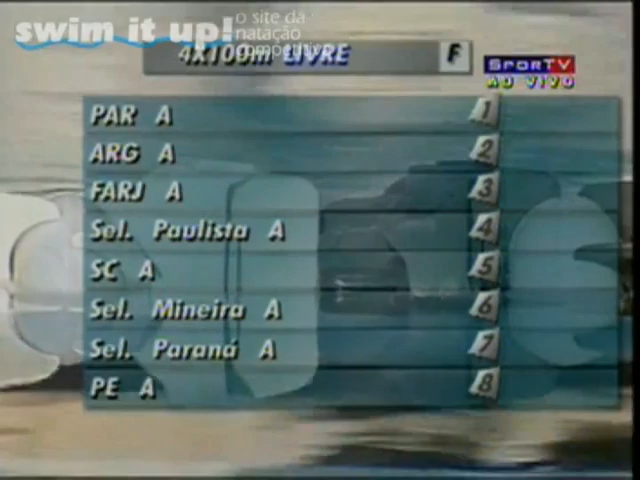 swim it up!
o site da
natação
competitiva
4X100m LIVRE F
SPORTV
AO VIVO
PAR A 1
ARG A 2
FARJ A 3
Sel. Paulista A 4
SC A 5
Sel. Mineira A 6
Sel. Paraná A 7
PE A 8